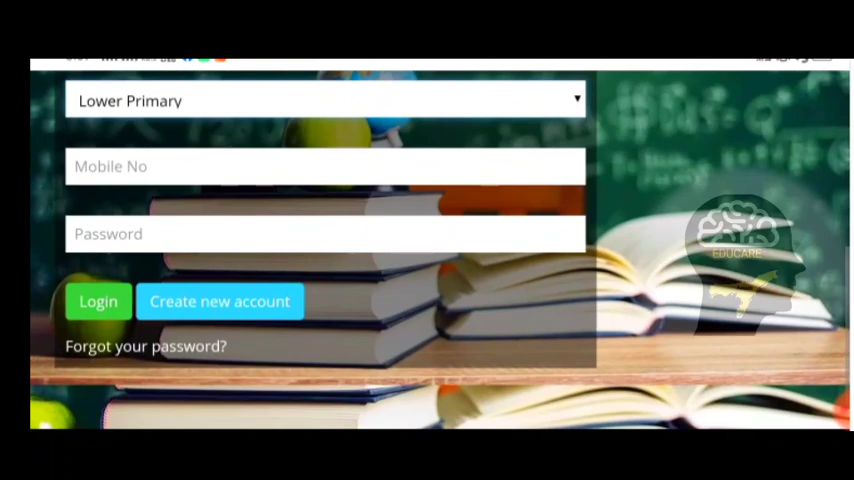 Lower Primary
Mobile No
Password
EDUCARE
Login
Create new account
Forgot your password?